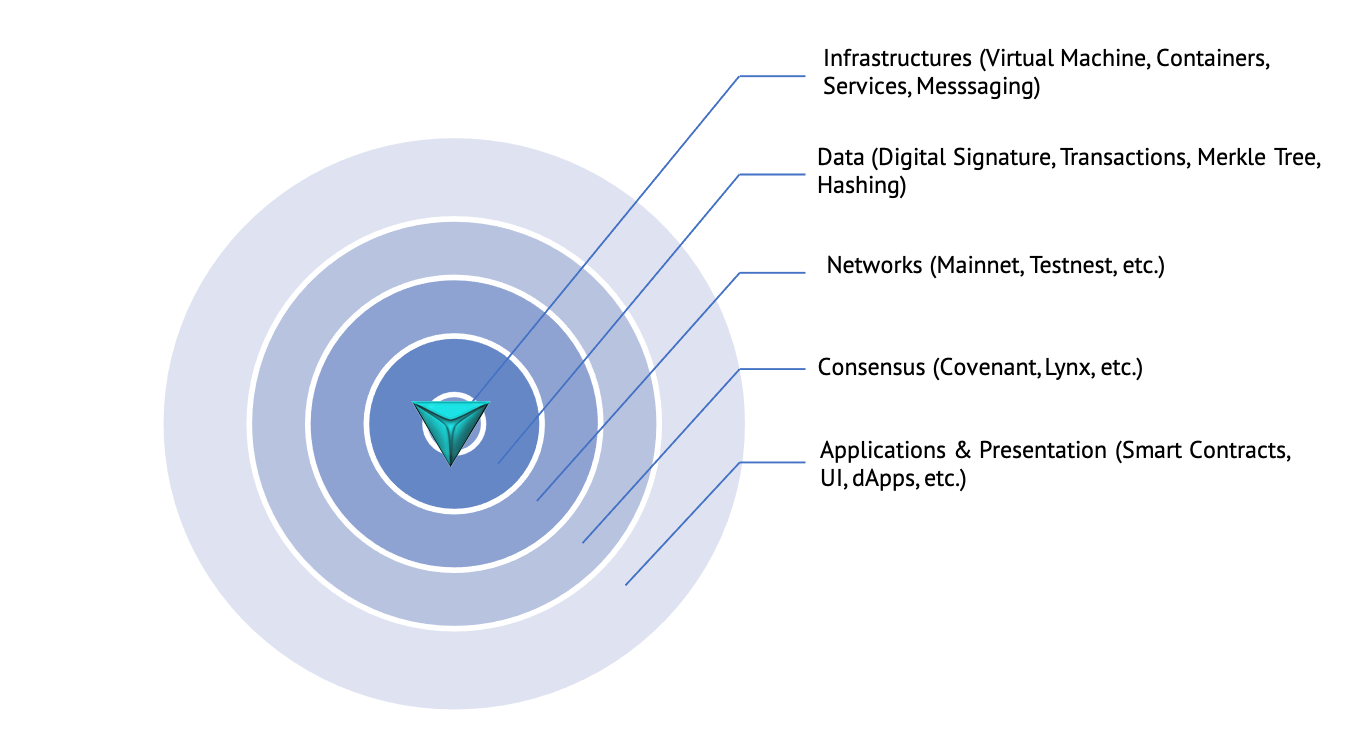 Infrastructures (Virtual Machine, Containers,
Services, Messsaging)
Data (Digital Signature, Transactions, Merkle Tree,
Hashing)
Networks (Mainnet, Testnest, etc.)
Consensus (Covenant, Lynx, etc.)
Applications & Presentation (Smart Contracts,
UI, dApps, etc.)